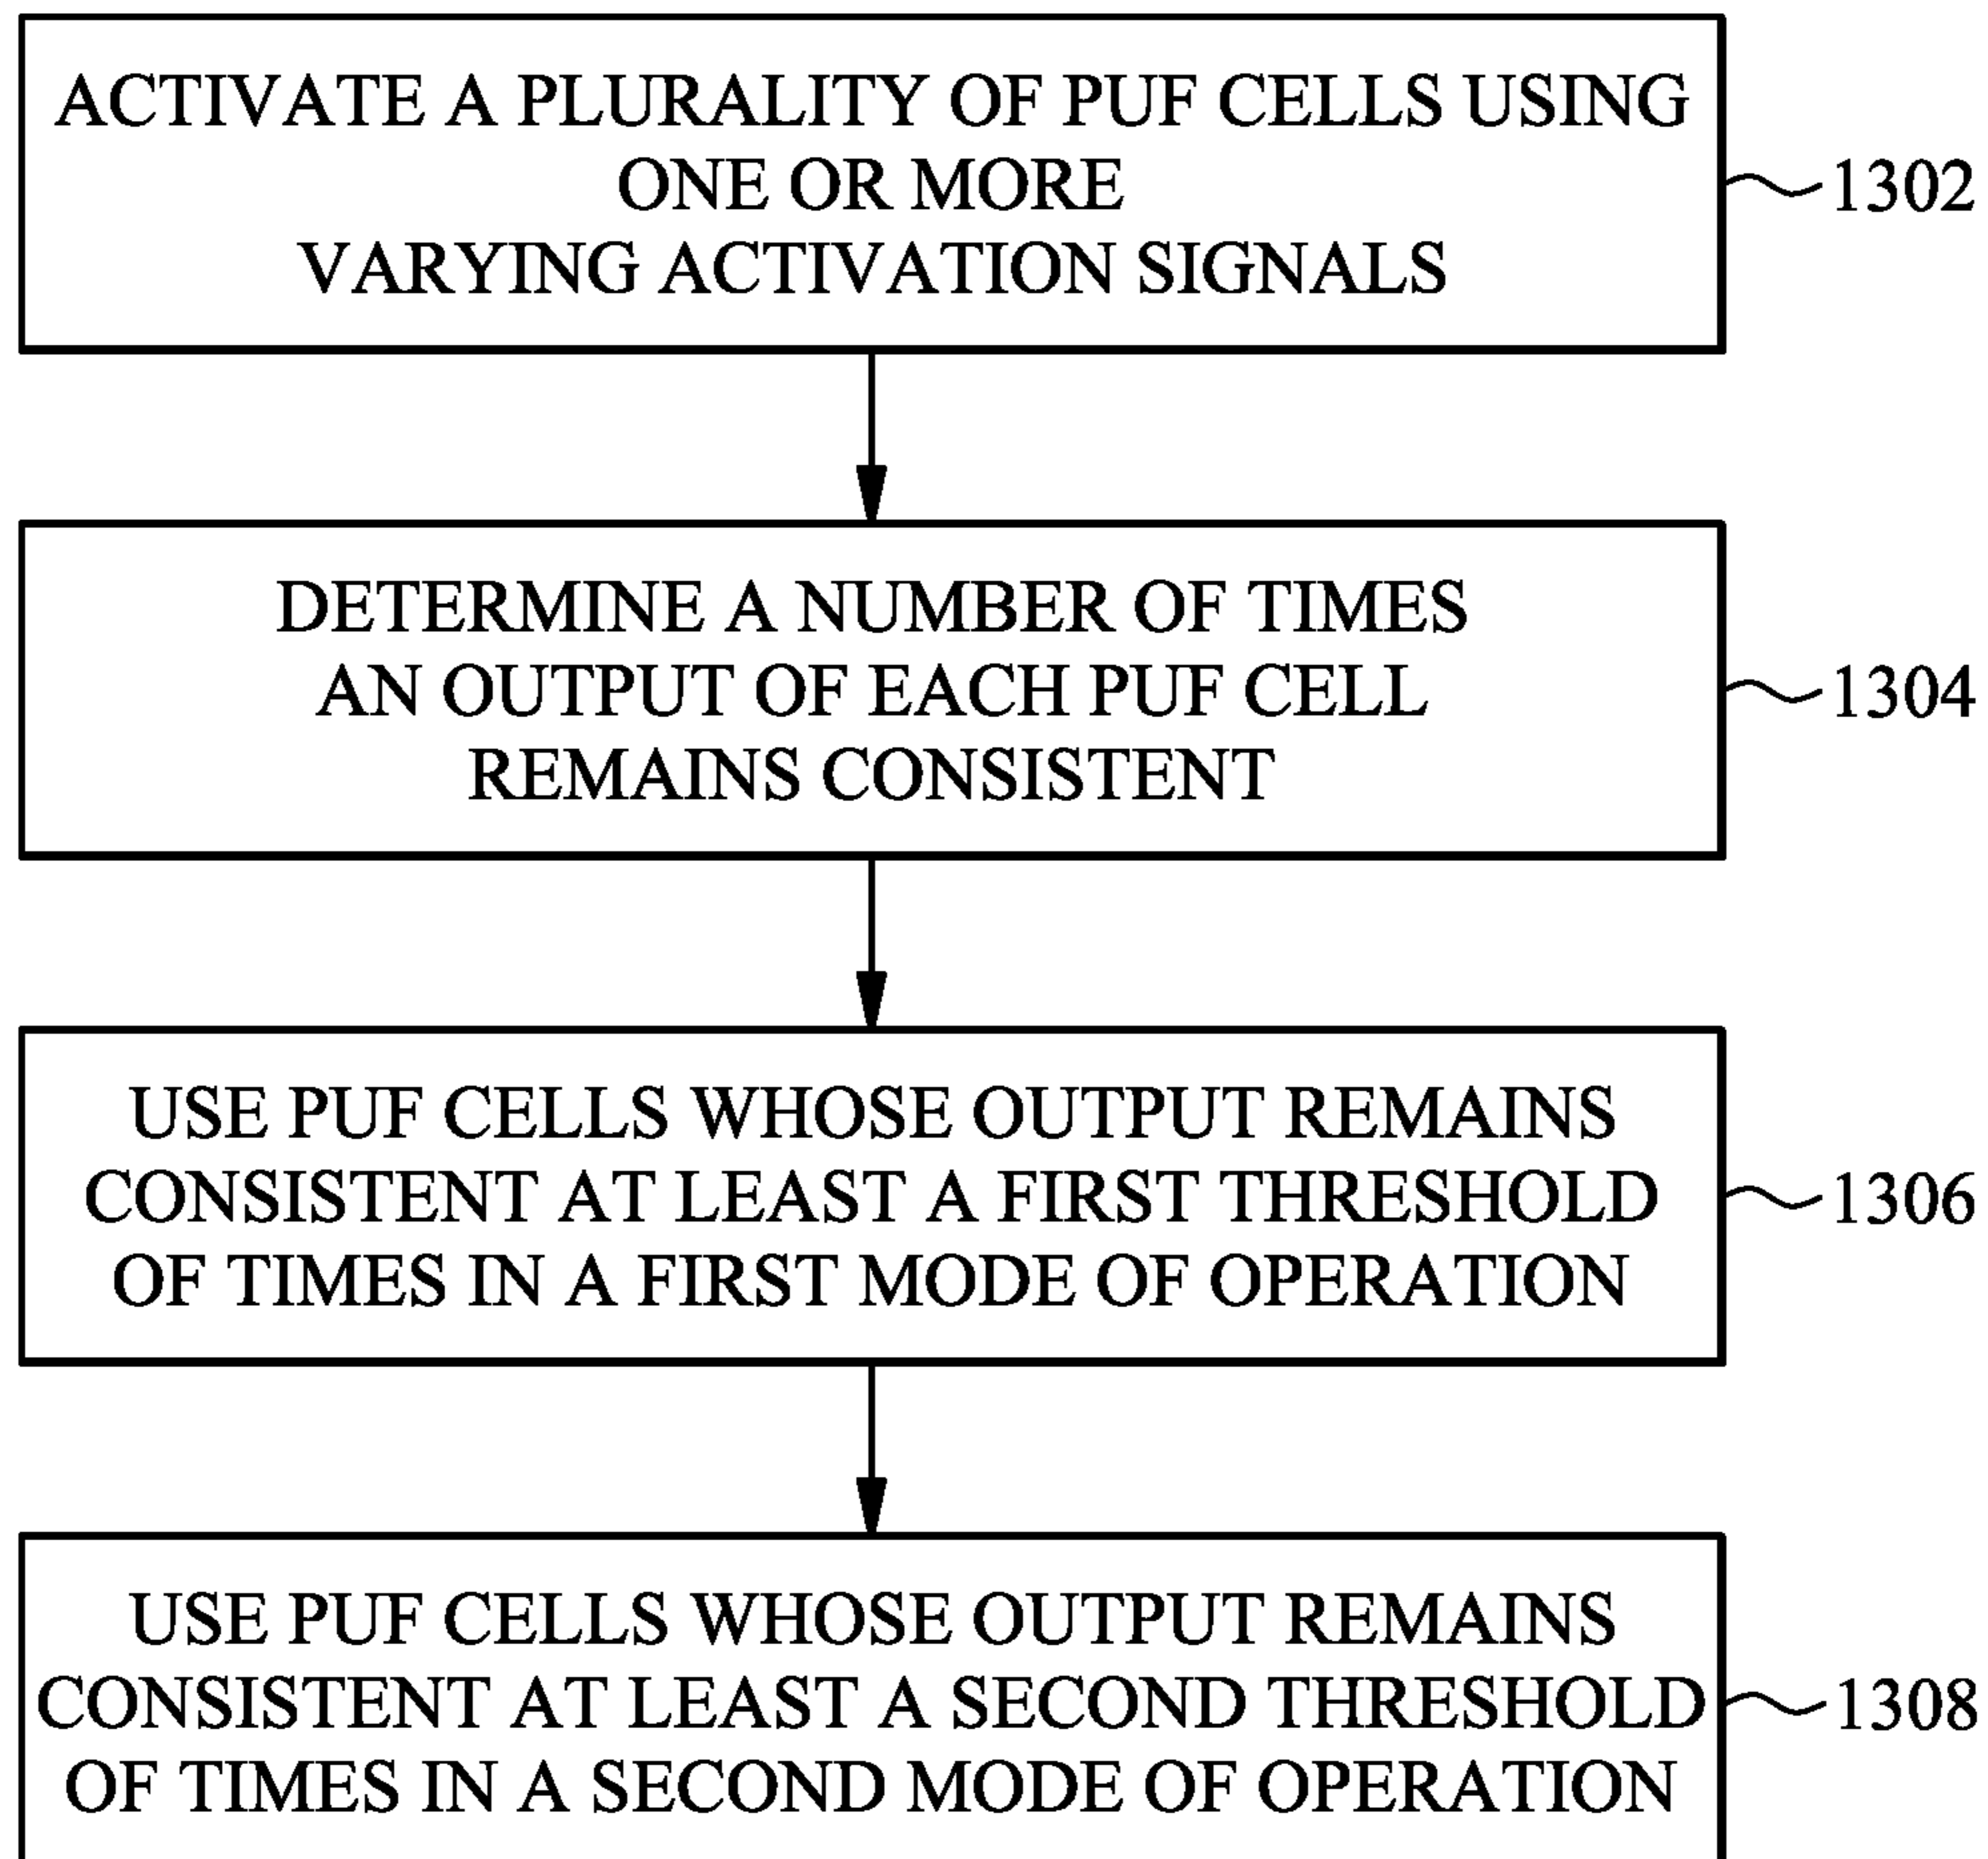 ACTIVATE A PLURALITY OF PUF CELLS USING
ONE OR MORE
VARYING ACTIVATION SIGNALS
1302
DETERMINE A NUMBER OF TIMES
AN OUTPUT OF EACH PUF CELL
REMAINS CONSISTENT
1304
USE PUF CELLS WHOSE OUTPUT REMAINS
CONSISTENT AT LEAST A FIRST THRESHOLD
OF TIMES IN A FIRST MODE OF OPERATION
1306
USE PUF CELLS WHOSE OUTPUT REMAINS
CONSISTENT AT LEAST A SECOND THRESHOLD
OF TIMES IN A SECOND MODE OF OPERATION
1308